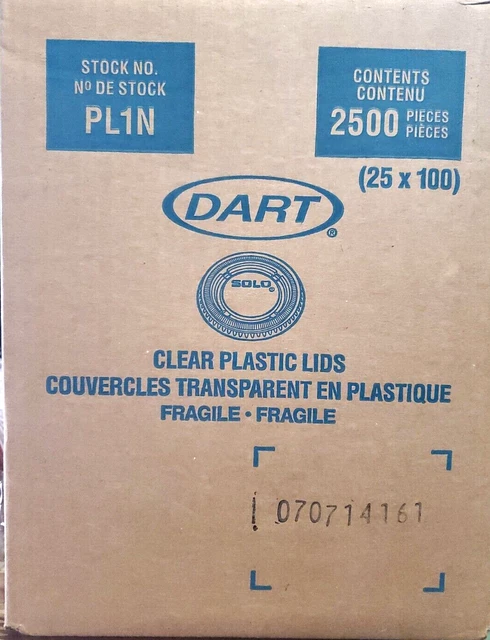 STOCK NO.
Nº DE STOCK
PL1N
CONTENTS
CONTENU
2500 PIECES
PIÈCES
(25 x 100)
DART®
SOLO®
CLEAR PLASTIC LIDS
COUVERCLES TRANSPARENT EN PLASTIQUE
FRAGILE • FRAGILE
070714161